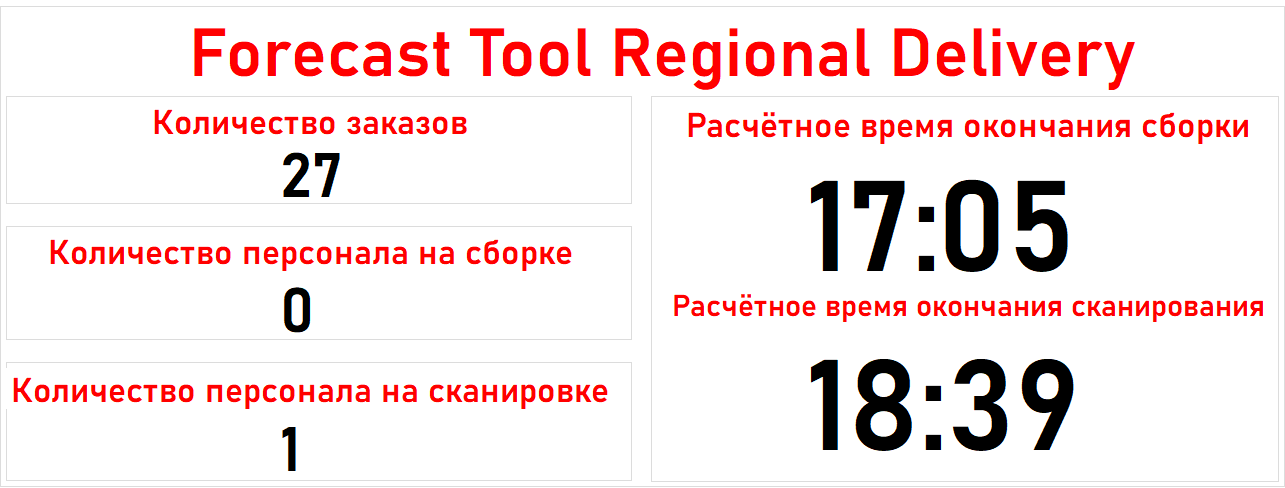 Forecast Tool Regional Delivery
Количество заказов
27
Количество персонала на сборке
0
Количество персонала на сканировке
1
Расчётное время окончания сборки
17:05
Расчётное время окончания сканирования
18:39